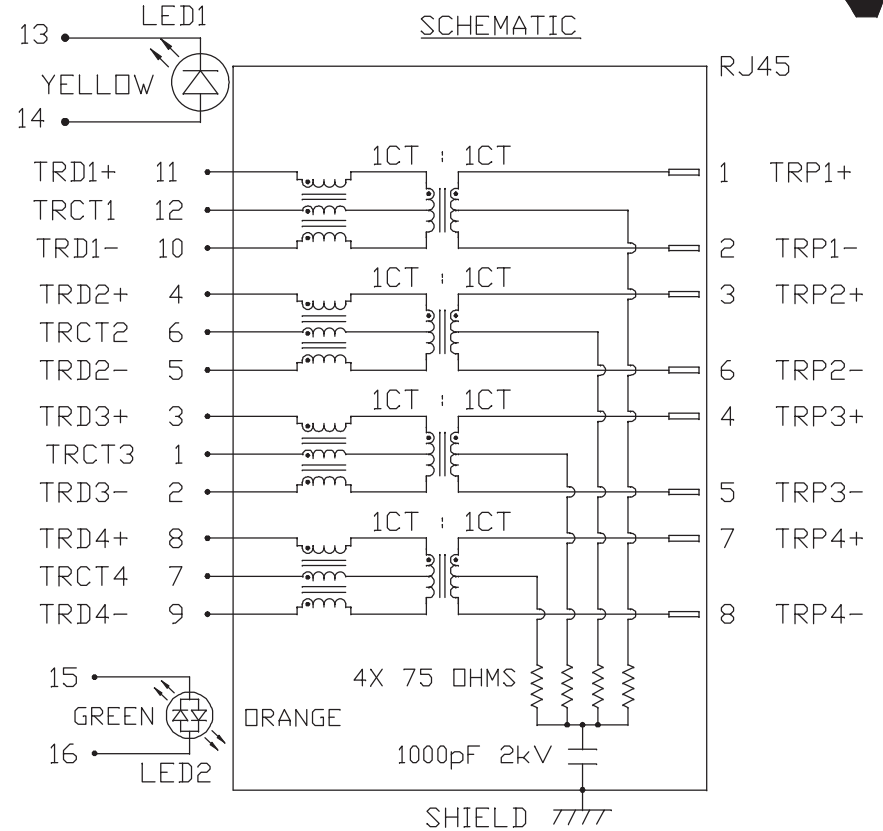 LED1
SCHEMATIC
13
RJ45
YELLOW
14
1CT : 1CT
TRD1+ 11 1 TRP1+
TRCT1 12
TRD1- 10 2 TRP1-
1CT : 1CT
TRD2+ 4 3 TRP2+
TRCT2 6
TRD2- 5 6 TRP2-
1CT : 1CT
TRD3+ 3 4 TRP3+
TRCT3 1
TRD3- 2 5 TRP3-
1CT : 1CT
TRD4+ 8 7 TRP4+
TRCT4 7
TRD4- 9 8 TRP4-
15
4X 75 OHMS
GREEN ORANGE
16
1000pF 2kV
LED2
SHIELD